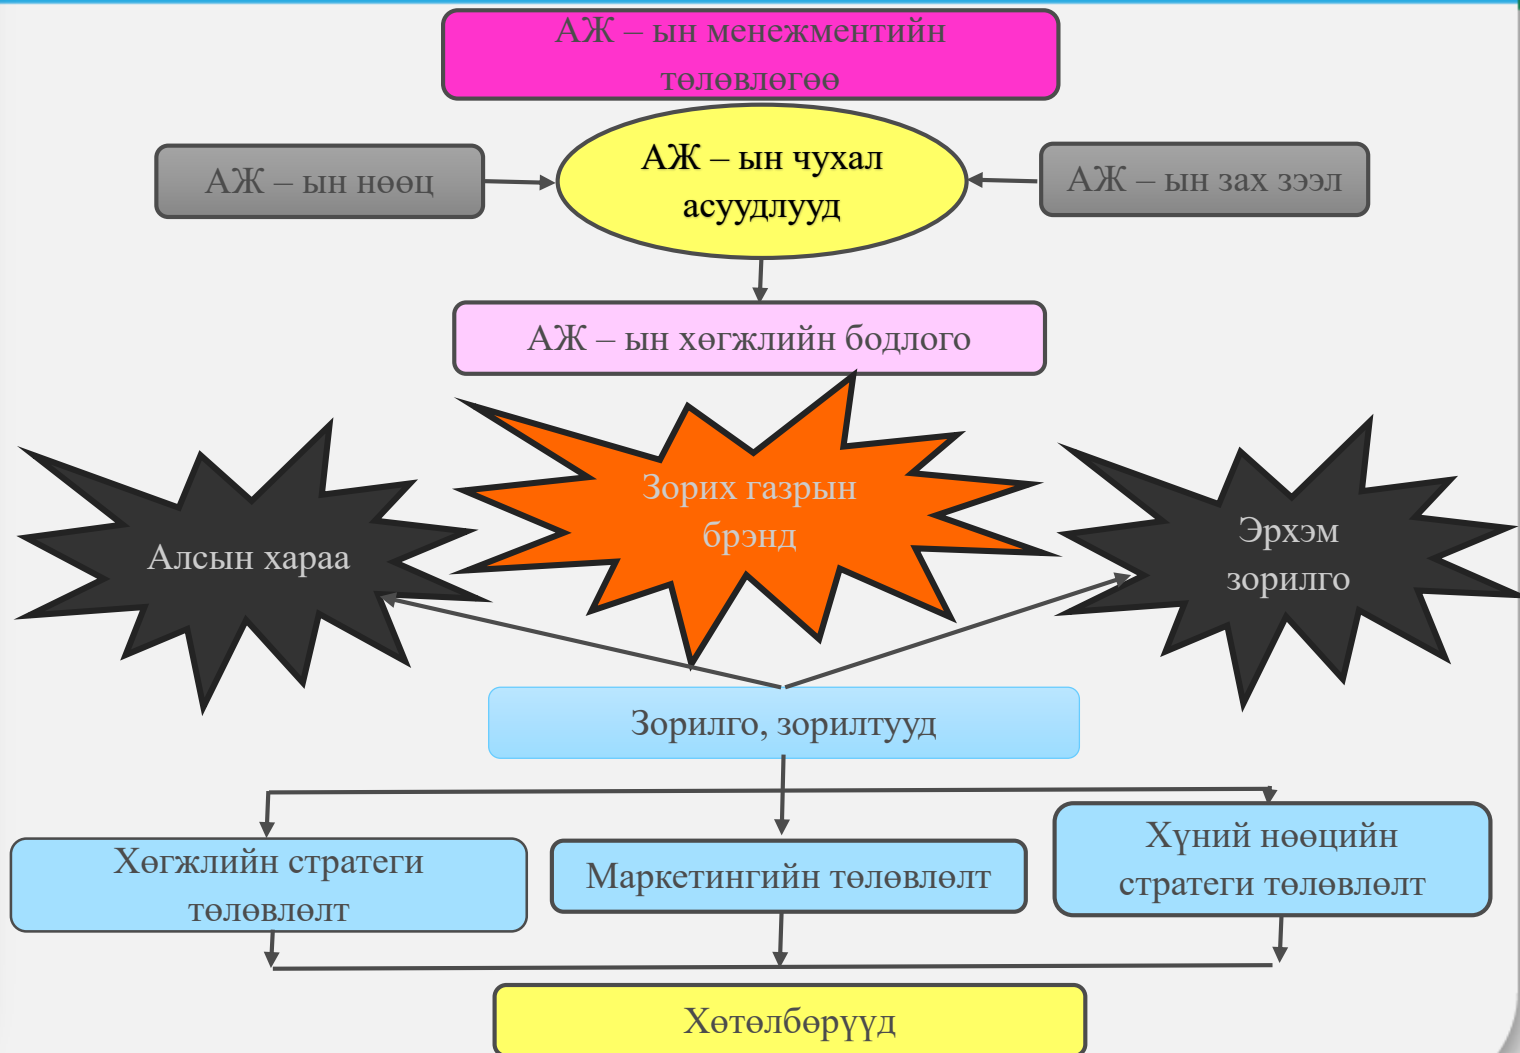 АЖ – ын менежментийн
төлөвлөгөө
АЖ – ын нөөц
АЖ – ын чухал
асуудлууд
АЖ – ын зах зээл
АЖ – ын хөгжлийн бодлого
Алсын хараа
Зорих газрын
брэнд
Эрхэм
зорилго
Зорилго, зорилтууд
Хөгжлийн стратеги
төлөвлөлт
Маркетингийн төлөвлөлт
Хүний нөөцийн
стратеги төлөвлөлт
Хөтөлбөрүүд